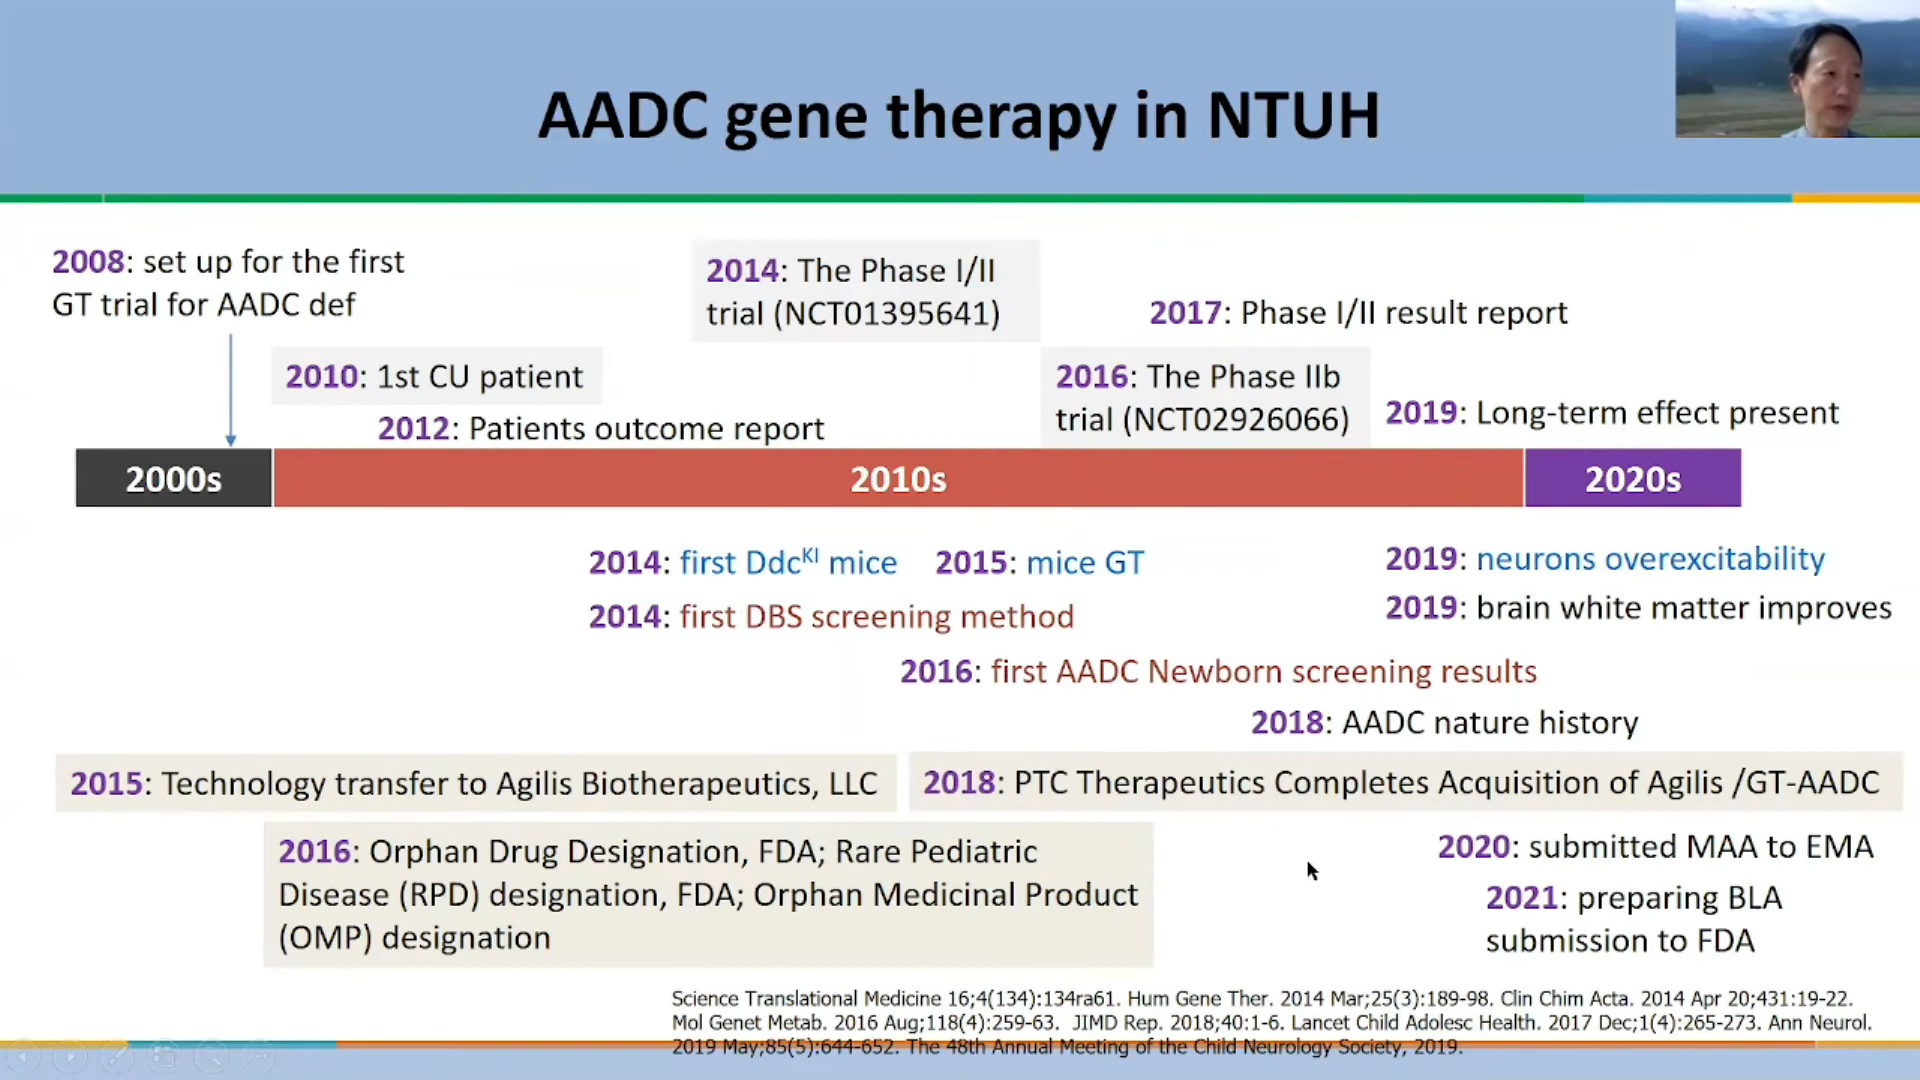 AADC gene therapy in NTUH
2008: set up for the first
GT trial for AADC def
2014: The Phase I/II
trial (NCT01395641)
2017: Phase I/II result report
2010: 1st CU patient
2016: The Phase IIb
trial (NCT02926066)
2012: Patients outcome report
2019: Long-term effect present
2000s
2010s
2020s
2014: first Ddc^KI mice
2015: mice GT
2019: neurons overexcitability
2014: first DBS screening method
2019: brain white matter improves
2016: first AADC Newborn screening results
2018: AADC nature history
2015: Technology transfer to Agilis Biotherapeutics, LLC
2018: PTC Therapeutics Completes Acquisition of Agilis /GT-AADC
2016: Orphan Drug Designation, FDA; Rare Pediatric
Disease (RPD) designation, FDA; Orphan Medicinal Product
(OMP) designation
2020: submitted MAA to EMA
2021: preparing BLA
submission to FDA
Science Translational Medicine 16;4(134):134ra61. Hum Gene Ther. 2014 Mar;25(3):189-98. Clin Chim Acta. 2014 Apr 20;431:19-22.
Mol Genet Metab. 2016 Aug;118(4):259-63. JIMD Rep. 2018;40:1-6. Lancet Child Adolesc Health. 2017 Dec;1(4):265-273. Ann Neurol.
2019 May;85(5):644-652. The 48th Annual Meeting of the Child Neurology Society, 2019.